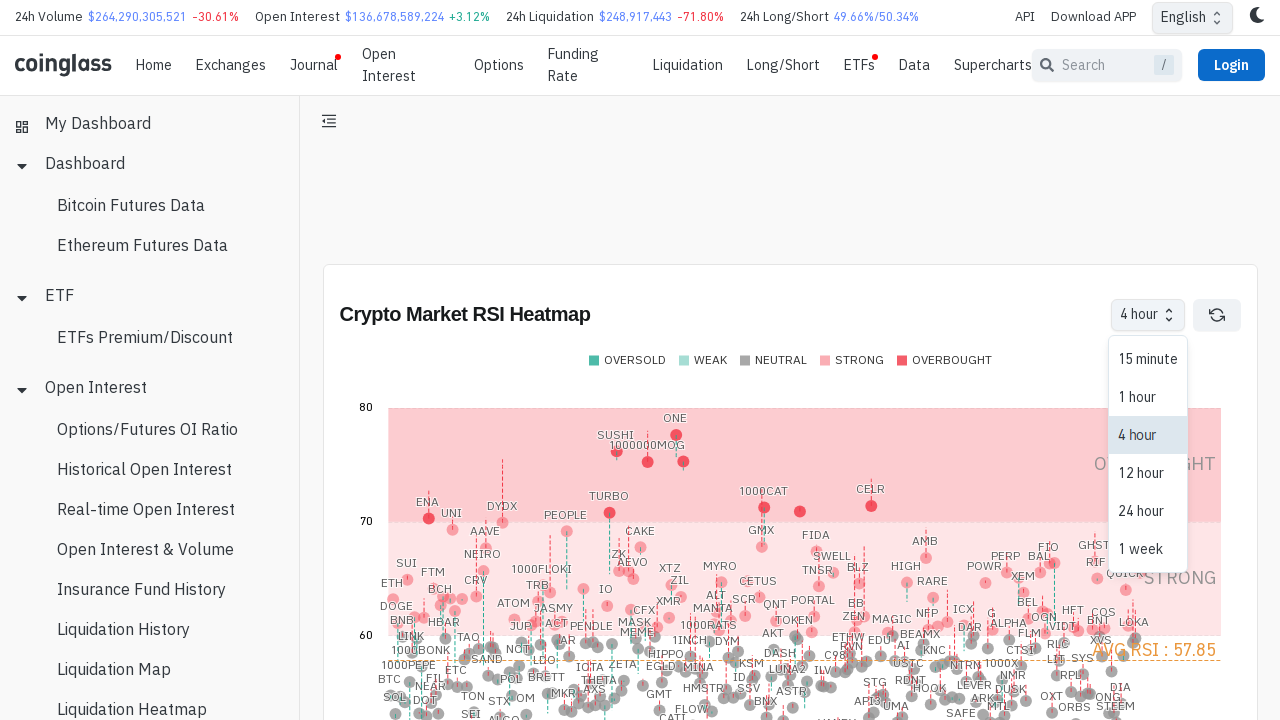 24h Volume $264,290,305,521 -30.61% Open Interest $136,678,589,224 +3.12% 24h Liquidation $248,917,443 -71.80% 24h Long/Short 49.66%/50.34% API Download APP English
coinglass Home Exchanges Journal Open Interest Options Funding Rate Liquidation Long/Short ETFs Data Supercharts Search / Login
My Dashboard
Dashboard
Bitcoin Futures Data
Ethereum Futures Data
ETF
ETFs Premium/Discount
Open Interest
Options/Futures OI Ratio
Historical Open Interest
Real-time Open Interest
Open Interest & Volume
Insurance Fund History
Liquidation History
Liquidation Map
Liquidation Heatmap
Crypto Market RSI Heatmap 4 hour
15 minute
1 hour
4 hour
12 hour
24 hour
1 week
OVERSOLD WEAK NEUTRAL STRONG OVERBOUGHT
80
ONE
SUSHI
1000000MOG
TURBO 1000CAT CELR
ENA UNI DYDX PEOPLE
70
AAVE CAKE GMX FIDA AMB FIO GHST
NEIRO ZK AEVO SWELL PERP BAL RIF
SUI FTM 1000FLOKI XTZ MYRO TNSR BLZ HIGH POWR XEM
ETH BCH CRV TRB IO ZIL CETUS RARE
DOGE ATOM JASMY CFX XMR ALT SCR QNT PORTAL BB BEL HFT COS
BNB HBAR JUP ACT PENDLE MASK MANTA TOKEN ZEN MAGIC NFP ICX OGN BNT LOKA
60
LINK TAO MEME 1000RATS AKT ETHW EDU BEAMX DAR ALPHA VIDT
1000BONK NOT 1INCH DYM RVN AI FLM RLC XVS
STRONG
AVG RSI : 57.85
1000PEPE SAND LDO HIPPO DASH C98 KNC CTSI LIT SYS
BTC ETC POL BRETT ZETA EGLD MINA KSM LUNA2 ILV USTC NTRN 1000X RPL
SOL NEAR FIL THETA STG RDNT LEVER NMR
DOT TON STX MKR AXS GMT HMSTR SSV ASTR HOOK DUSK OXT DIA
SEI FLOW BNX API3 UMA SAFE MTL ORBS ONG STEEM